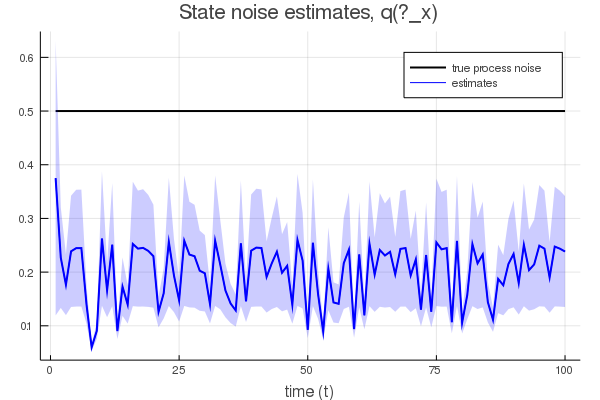 State noise estimates, q(?_x)
true process noise
estimates
0.6
0.5
0.4
0.3
0.2
0.1
0
25
50
75
100
time (t)